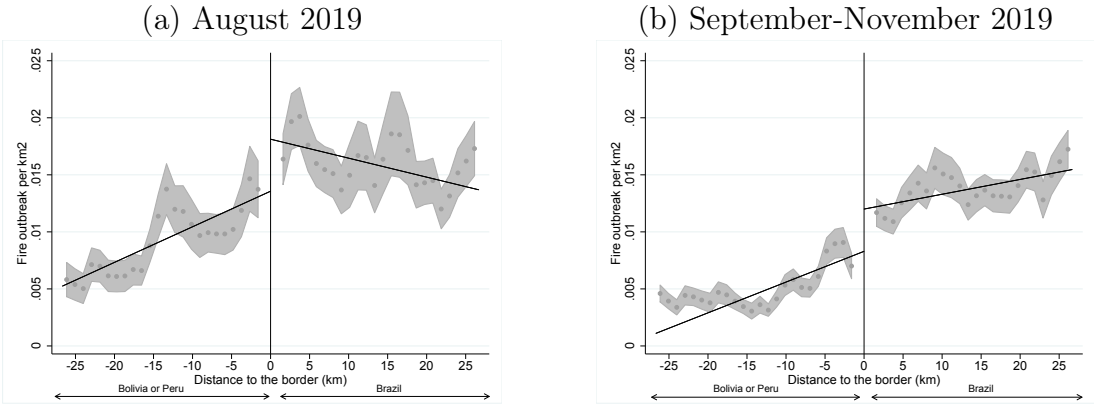 (a) August 2019
Fire outbreak per km2
.025
.02
.015
.01
.005
0
-25 -20 -15 -10 -5 0 5 10 15 20 25
Distance to the border (km)
Bolivia or Peru Brazil
(b) September-November 2019
Fire outbreak per km2
.025
.02
.015
.01
.005
0
-25 -20 -15 -10 -5 0 5 10 15 20 25
Distance to the border (km)
Bolivia or Peru Brazil